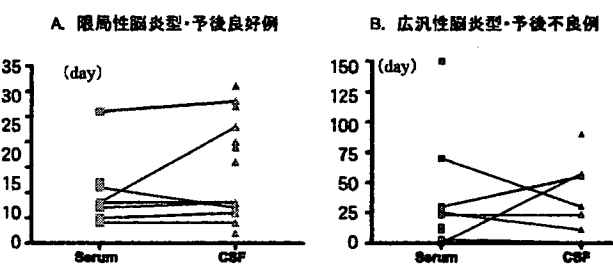 A. 限局性脳炎型・予後良好例
(day)
35
30
25
20
15
10
0
Serum
CSF
B. 広汎性脳炎型・予後不良例
(day)
150
125
100
75
50
25
0
Serum
CSF